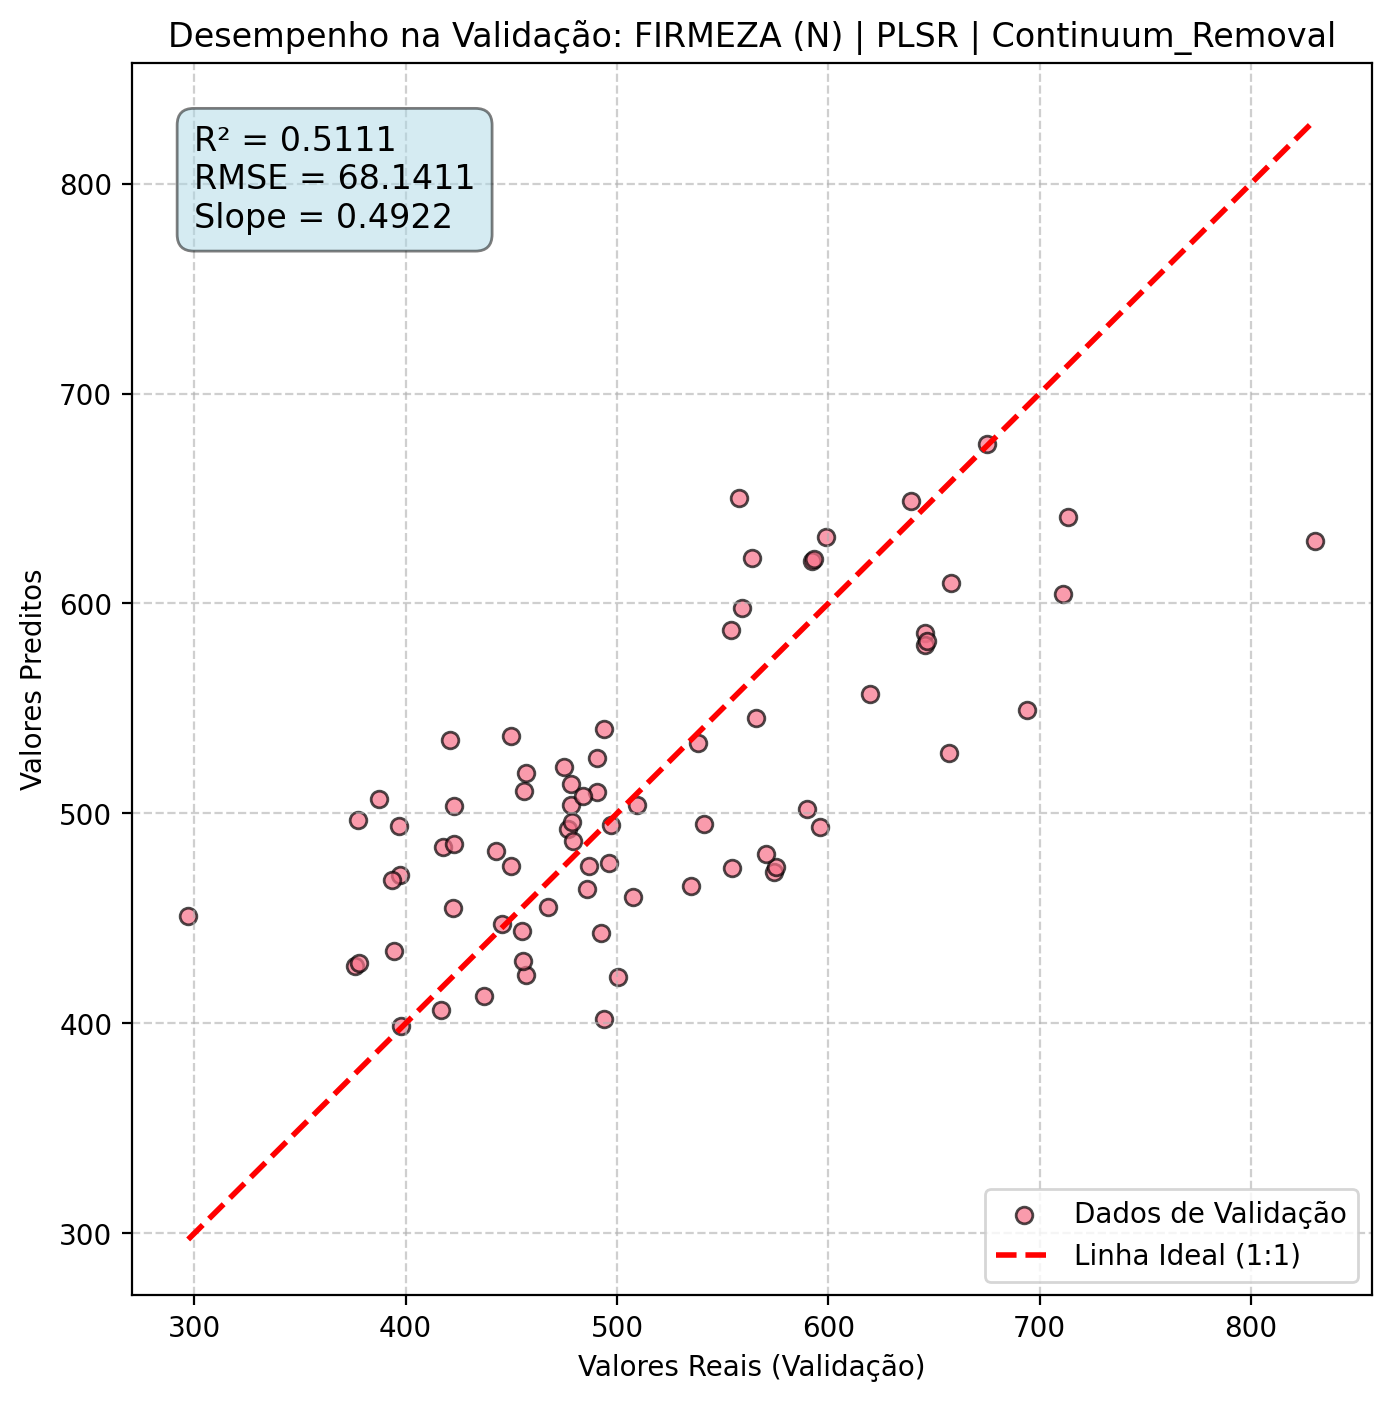 Desempenho na Validação: FIRMEZA (N) | PLSR | Continuum_Removal
R² = 0.5111
RMSE = 68.1411
Slope = 0.4922
800
700
600
500
400
300
Valores Preditos
Dados de Validação
Linha Ideal (1:1)
300 400 500 600 700 800
Valores Reais (Validação)